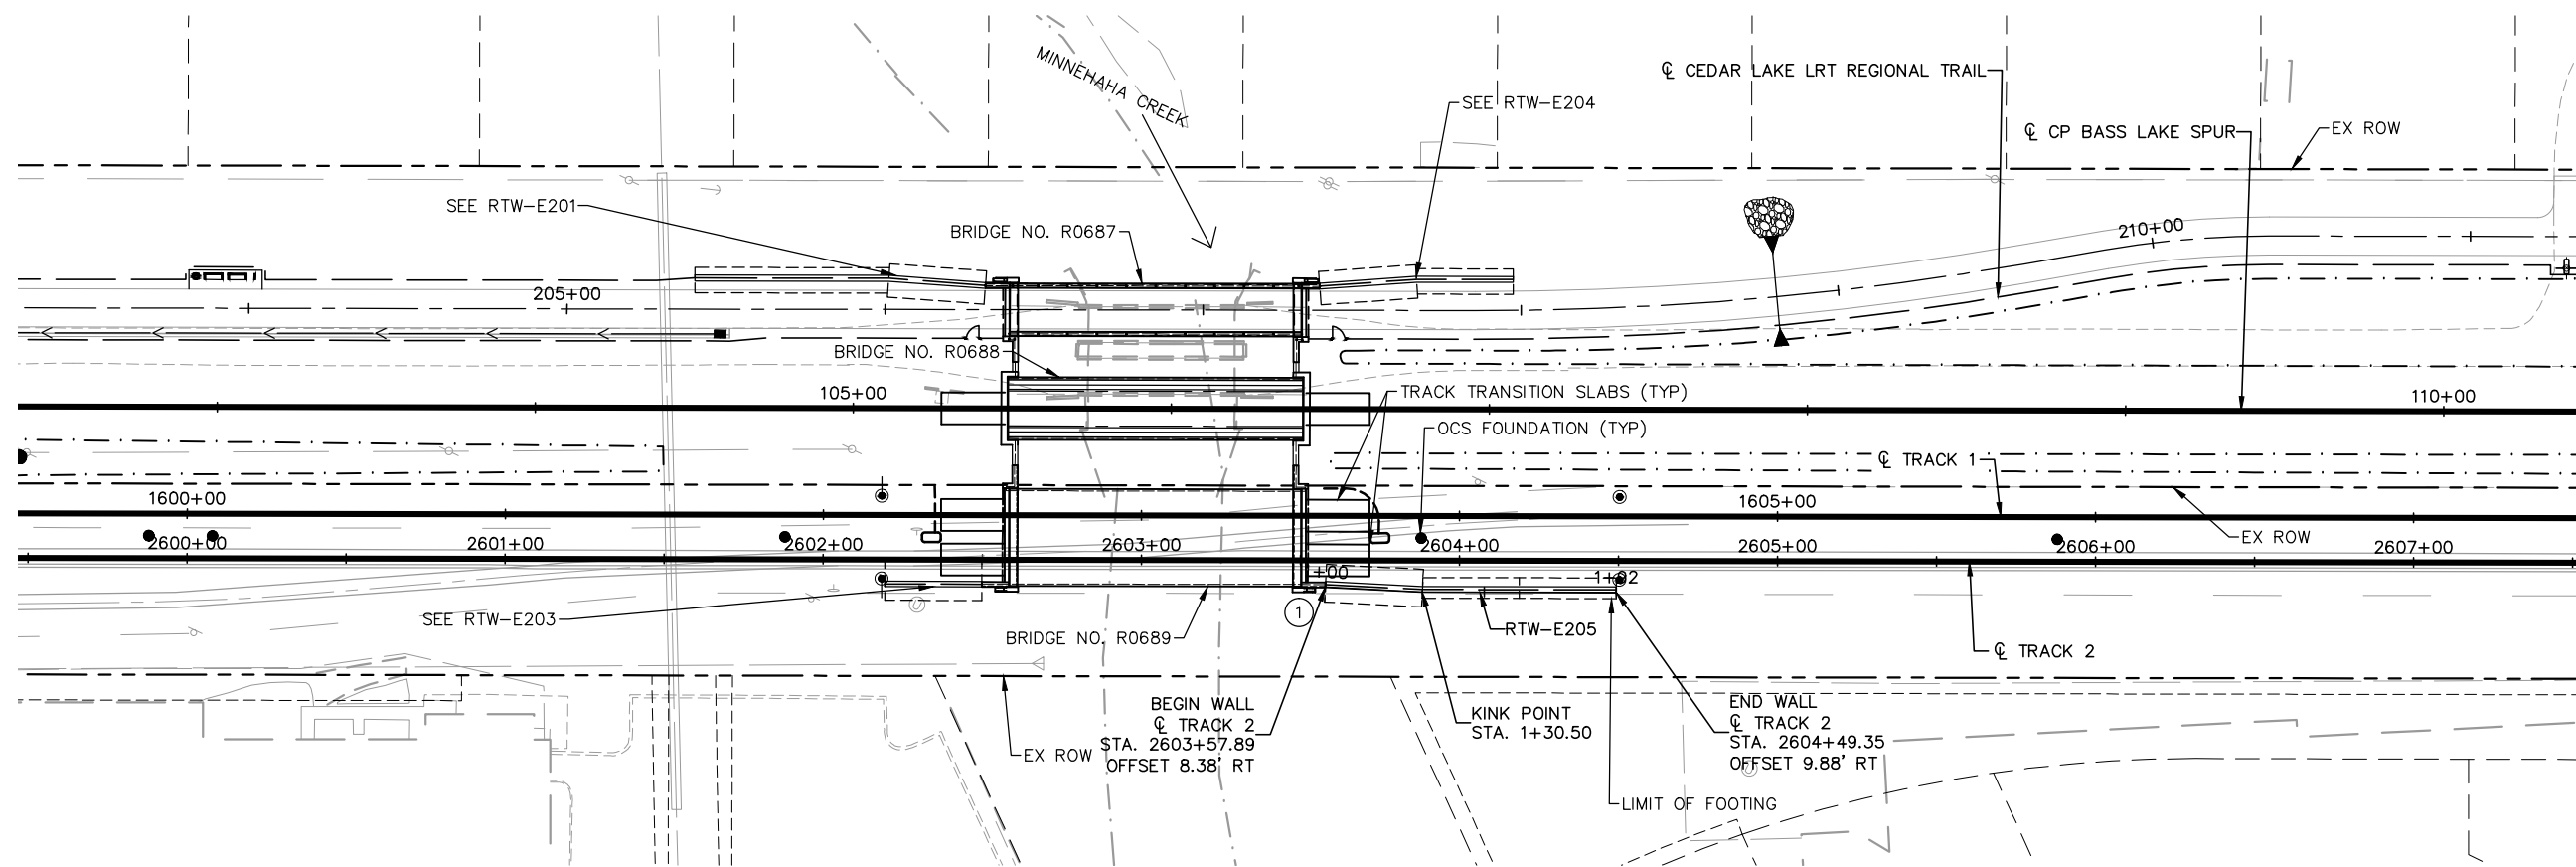 MINNEHAHA CREEK
℄ CEDAR LAKE LRT REGIONAL TRAIL
SEE RTW-E204
℄ CP BASS LAKE SPUR
EX ROW
SEE RTW-E201
BRIDGE NO. R0687
210+00
205+00
BRIDGE NO. R0688
105+00
TRACK TRANSITION SLABS (TYP)
110+00
OCS FOUNDATION (TYP)
℄ TRACK 1
1600+00
1605+00
2600+00
2601+00
2602+00
2603+00
2604+00
2605+00
EX ROW
2606+00
2607+00
+00
1+92
SEE RTW-E203
1
BRIDGE NO. R0689
RTW-E205
℄ TRACK 2
BEGIN WALL
℄ TRACK 2
STA. 2603+57.89
OFFSET 8.38' RT
EX ROW
KINK POINT
STA. 1+30.50
END WALL
℄ TRACK 2
STA. 2604+49.35
OFFSET 9.88' RT
LIMIT OF FOOTING